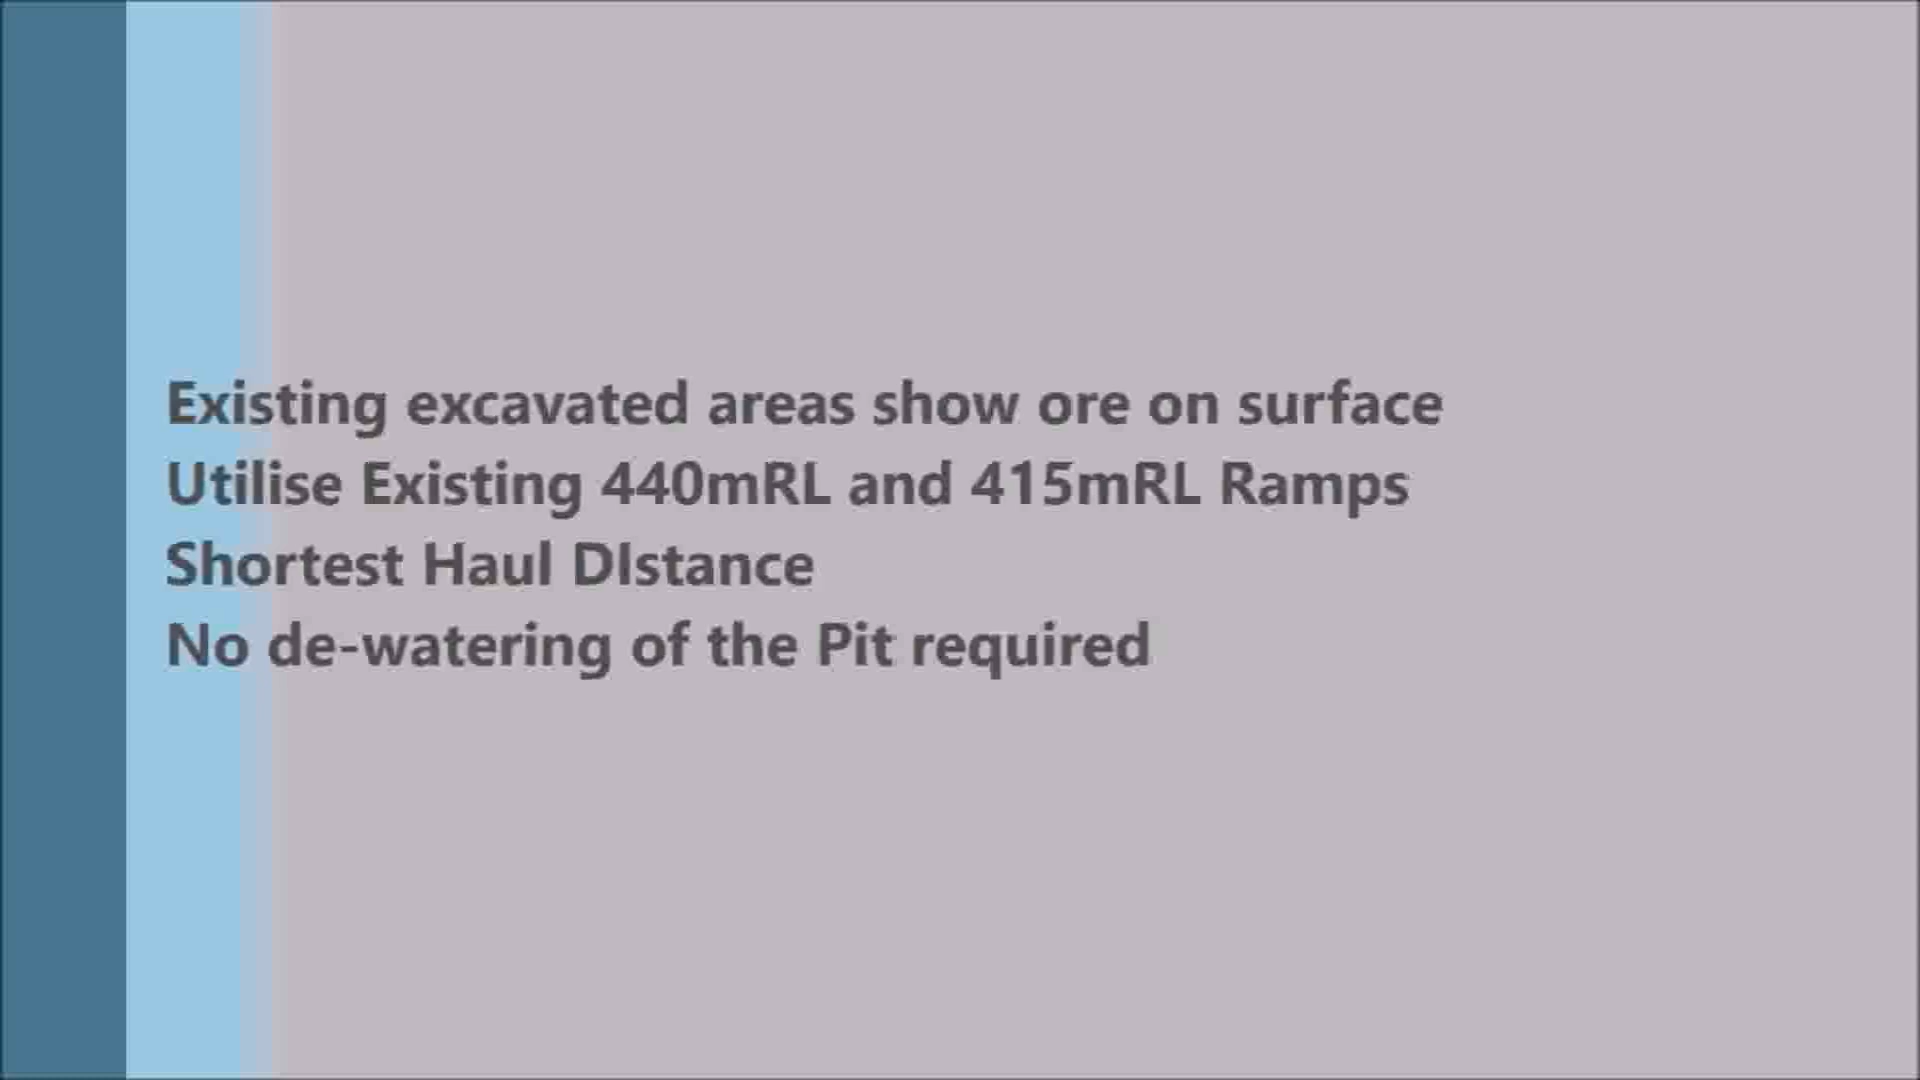 Existing excavated areas show ore on surface
Utilise Existing 440mRL and 415mRL Ramps
Shortest Haul DIstance
No de-watering of the Pit required